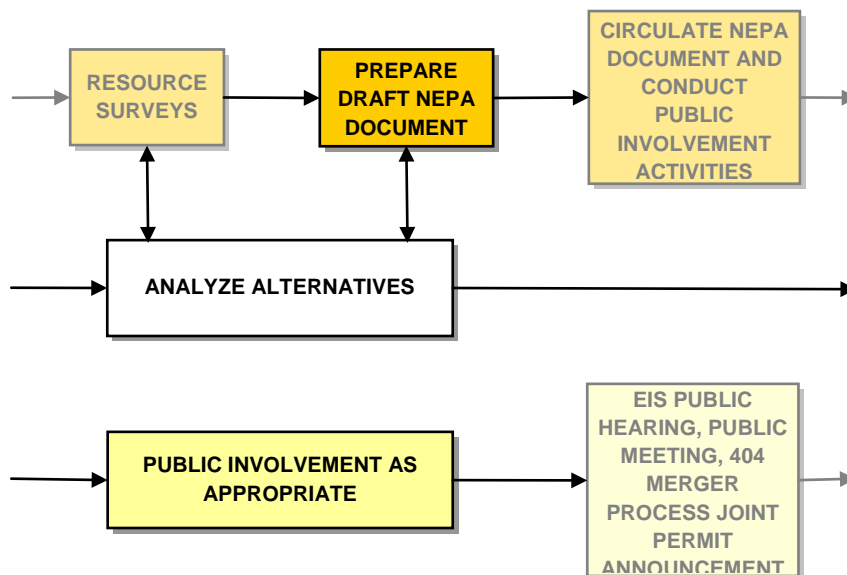 RESOURCE
SURVEYS
PREPARE
DRAFT NEPA
DOCUMENT
CIRCULATE NEPA
DOCUMENT AND
CONDUCT
PUBLIC
INVOLVEMENT
ACTIVITIES
ANALYZE ALTERNATIVES
PUBLIC INVOLVEMENT AS
APPROPRIATE
EIS PUBLIC
HEARING, PUBLIC
MEETING, 404
MERGER
PROCESS JOINT
PERMIT
ANNOUNCEMENT